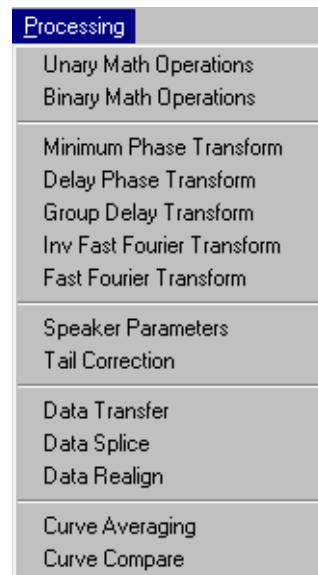 Processing
Unary Math Operations
Binary Math Operations
Minimum Phase Transform
Delay Phase Transform
Group Delay Transform
Inv Fast Fourier Transform
Fast Fourier Transform
Speaker Parameters
Tail Correction
Data Transfer
Data Splice
Data Realign
Curve Averaging
Curve Compare